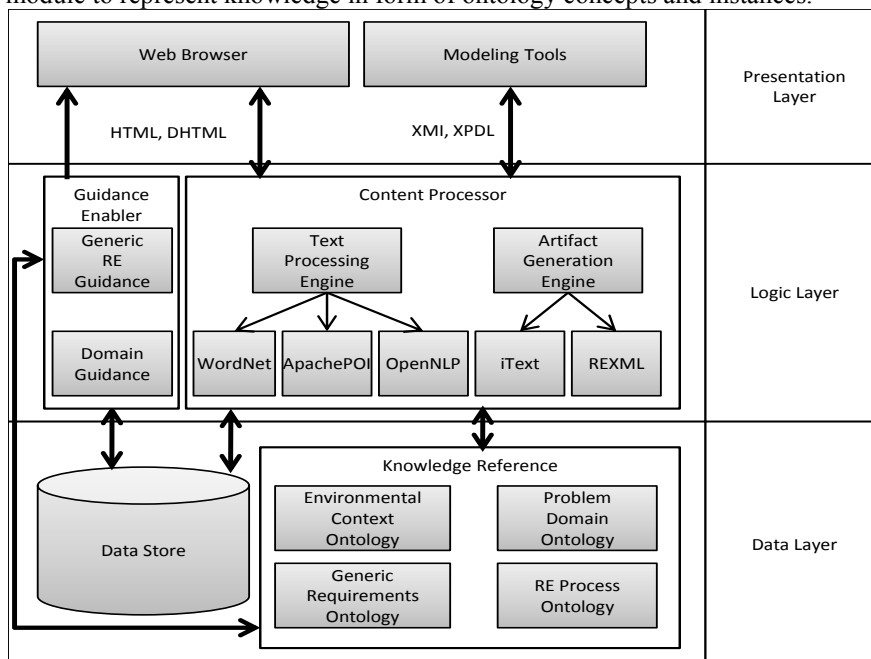 module to represent knowledge in form of ontology concepts and instances.
Web Browser
Modeling Tools
Presentation
Layer
HTML, DHTML
XMI, XPDL
Guidance
Enabler
Generic
RE
Guidance
Domain
Guidance
Content Processor
Text
Processing
Engine
Artifact
Generation
Engine
WordNet
ApachePOI
OpenNLP
iText
REXML
Logic Layer
Data Store
Knowledge Reference
Environmental
Context
Ontology
Problem
Domain
Ontology
Generic
Requirements
Ontology
RE Process
Ontology
Data Layer